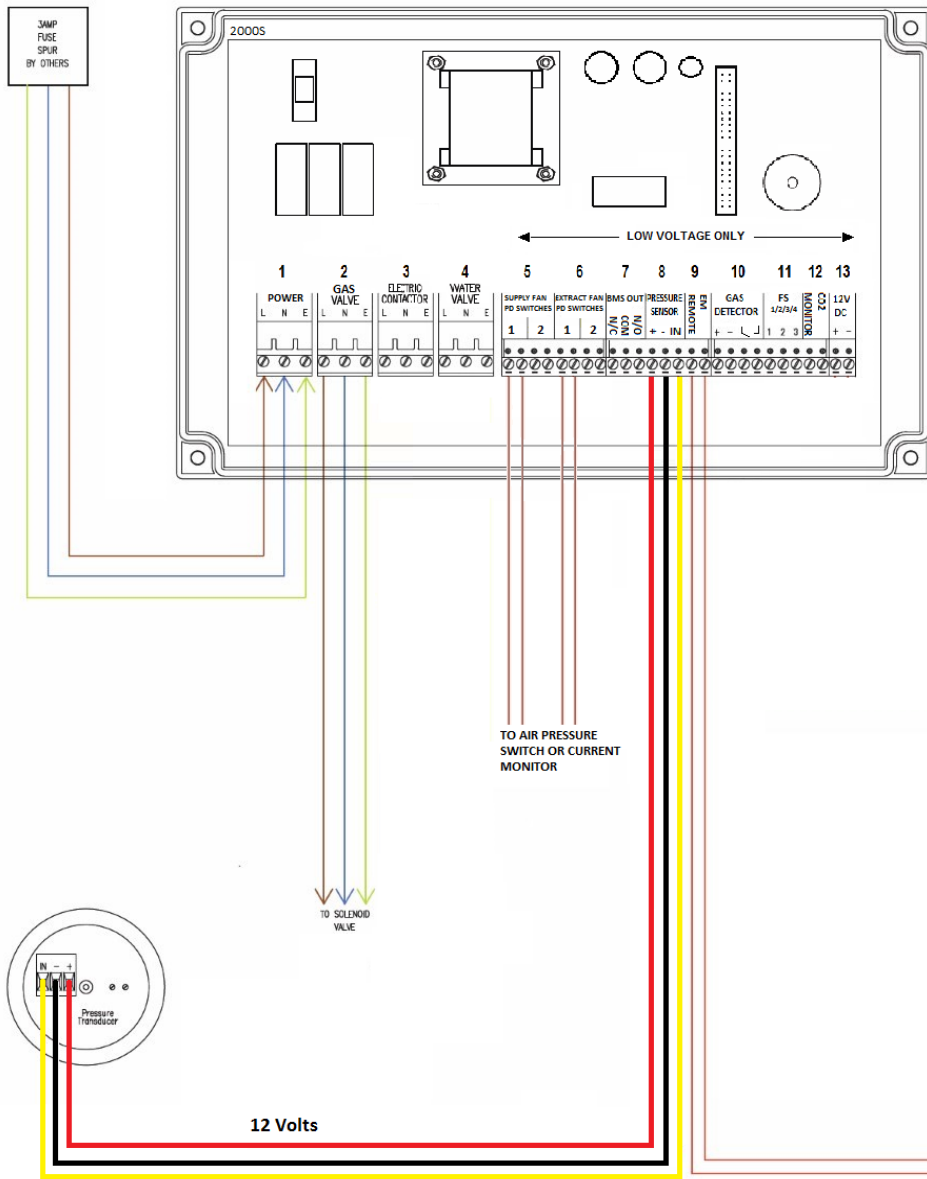 3AMP
FUSE
SPUR
BY OTHERS
2000S
LOW VOLTAGE ONLY
1 2 3 4 5 6 7 8 9 10 11 12 13
POWER
L N E
GAS
VALVE
L N E
ELETRIC
CONTACTOR
L N E
WATER
VALVE
L N E
SUPPLY FAN
PD SWITCHES
1 2
EXTRACT FAN
PD SWITCHES
1 2
BMS OUT
N/C
COM
N/O
PRESSURE
SENSOR
+ - IN
REMOTE
EM
GAS
DETECTOR
+ -
FS
1/2/3/4
1 2 3
CO2
MONITOR
12V
DC
+ -
TO AIR PRESSURE
SWITCH OR CURRENT
MONITOR
TO SOLENOID
VALVE
IN - +
Pressure
Transducer
12 Volts